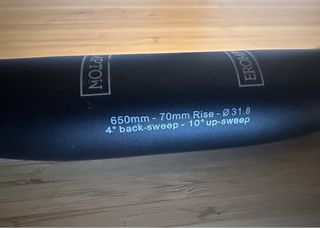 650mm - 70mm Rise - Ø31.8
4° back-sweep - 10° up-sweep